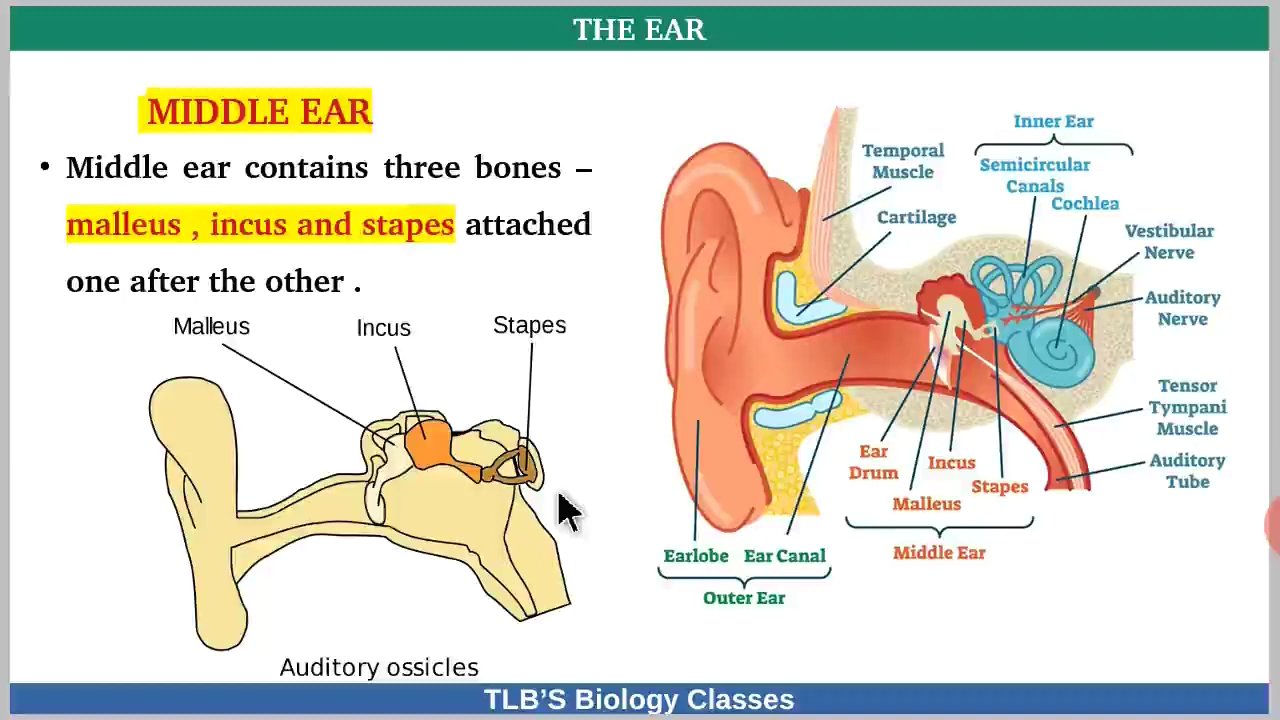 THE EAR
MIDDLE EAR
• Middle ear contains three bones –
malleus , incus and stapes attached
one after the other .
Malleus
Incus
Stapes
Auditory ossicles
Inner Ear
Temporal
Muscle
Semicircular
Canals
Cochlea
Cartilage
Vestibular
Nerve
Auditory
Nerve
Tensor
Tympani
Muscle
Auditory
Tube
Ear
Drum
Incus
Stapes
Malleus
Middle Ear
Earlobe
Ear Canal
Outer Ear
TLB’S Biology Classes